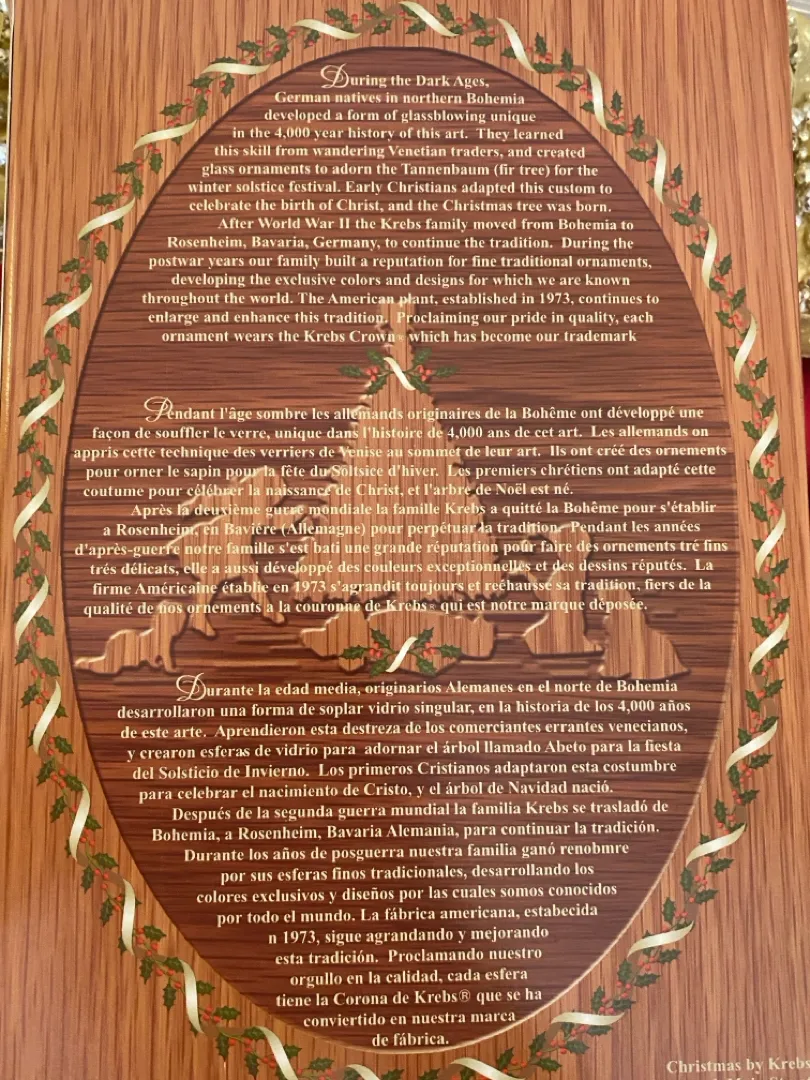 During the Dark Ages,
German natives in northern Bohemia
developed a form of glassblowing unique
in the 4,000 year history of this art. They learned
this skill from wandering Venetian traders, and created
glass ornaments to adorn the Tannenbaum (fir tree) for the
winter solstice festival. Early Christians adapted this custom to
celebrate the birth of Christ, and the Christmas tree was born.
After World War II the Krebs family moved from Bohemia to
Rosenheim, Bavaria, Germany, to continue the tradition. During the
postwar years our family built a reputation for fine traditional ornaments,
developing the exclusive colors and designs for which we are known
throughout the world. The American plant, established in 1973, continues to
enlarge and enhance this tradition. Proclaiming our pride in quality, each
ornament wears the Krebs Crown® which has become our trademark
Pendant l'âge sombre les allemands originaires de la Bohême ont développé une
façon de souffler le verre, unique dans l'histoire de 4,000 ans de cet art. Les allemands on
appris cette technique des verriers de Venise au sommet de leur art. Ils ont créé des ornements
pour orner le sapin pour la fête du Soltsice d'hiver. Les premiers chrétiens ont adapté cette
coutume pour célébrer la naissance de Christ, et l'arbre de Noël est né.
Après la deuxième gurre mondiale la famille Krebs a quitté la Bohême pour s'établir
a Rosenheim, en Baviére (Allemagne) pour perpétuar la tradition. Pendant les années
d'après-guerre notre famille s'est bati une grande réputation pour faire des ornements tré fins
trés délicats, elle a aussi développé des couleurs exceptionnelles et des dessins réputés. La
firme Américaine établie en 1973 s'agrandit toujours et reéhausse sa tradition, fiers de la
qualité de nos ornements a la couronne de Krebs® qui est notre marque déposée.
Durante la edad media, originarios Alemanes en el norte de Bohemia
desarrollaron una forma de soplar vidrio singular, en la historia de los 4,000 años
de este arte. Aprendieron esta destreza de los comerciantes errantes venecianos,
y crearon esferas de vidrio para adornar el árbol llamado Abeto para la fiesta
del Solsticio de Invierno. Los primeros Cristianos adaptaron esta costumbre
para celebrar el nacimiento de Cristo, y el árbol de Navidad nació.
Después de la segunda guerra mundial la familia Krebs se trasladó de
Bohemia, a Rosenheim, Bavaria Alemania, para continuar la tradición.
Durante los años de posguerra nuestra familia ganó renobmre
por sus esferas finos tradicionales, desarrollando los
colores exclusivos y diseños por las cuales somos conocidos
por todo el mundo. La fábrica americana, estabecida
n 1973, sigue agrandando y mejorando
esta tradición. Proclamando nuestro
orgullo en la calidad, cada esfera
tiene la Corona de Krebs® que se ha
conviertido en nuestra marca
de fábrica.
Christmas by Krebs